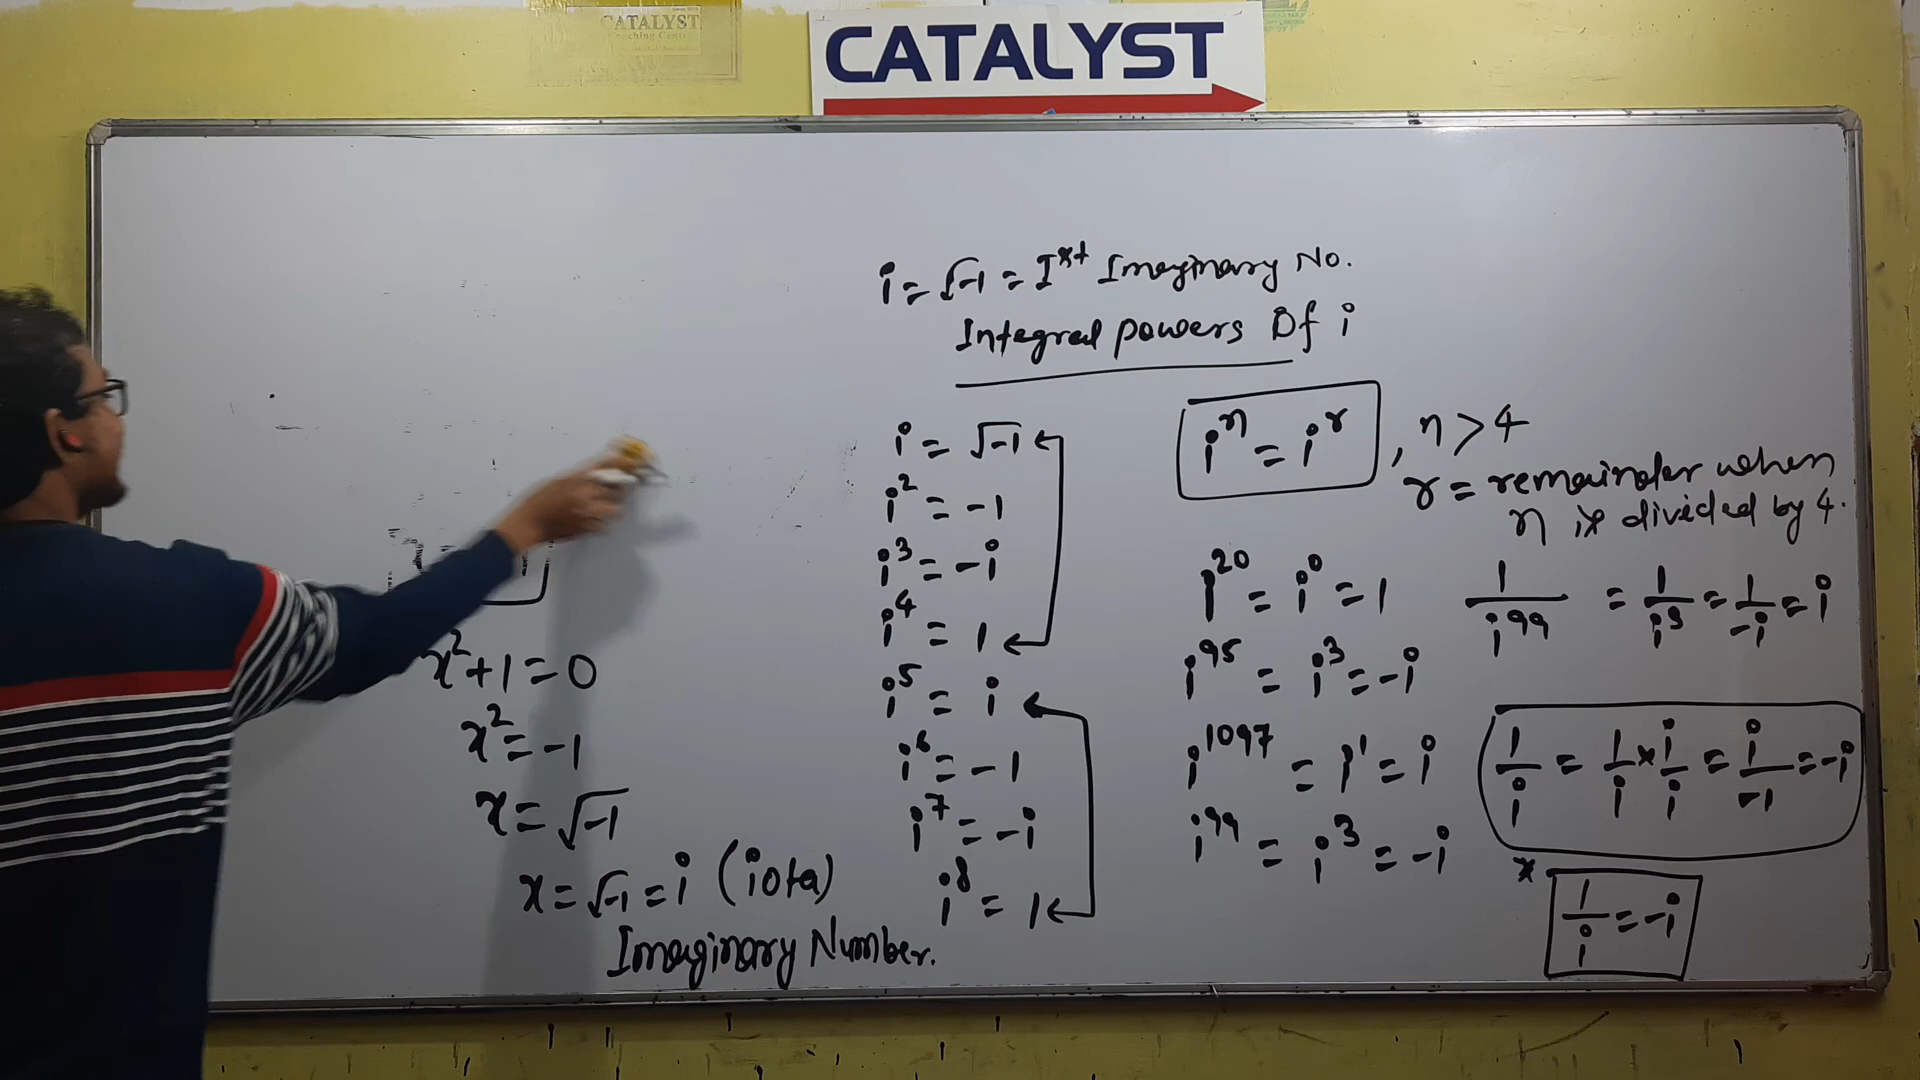 CATALYST
Coaching Centre
CATALYST
i = √-1 = Ist Imaginary No.
Integral powers Of i
i = √-1
i² = -1
i³ = -i
i⁴ = 1
i⁵ = i
i⁶ = -1
i⁷ = -i
i⁸ = 1
iⁿ = iʳ , n > 4
r = remainder when
n is divided by 4.
i²⁰ = i⁰ = 1
i⁹⁵ = i³ = -i
i¹⁰⁹⁷ = i¹ = i
i⁹⁹ = i³ = -i
1/i⁹⁹ = 1/i³ = 1/-i = i
1/i = 1/i × i/i = i/-1 = -i
* 1/i = -i
x² + 1 = 0
x² = -1
x = √-1
x = √-1 = i (iota)
Imaginary Number.